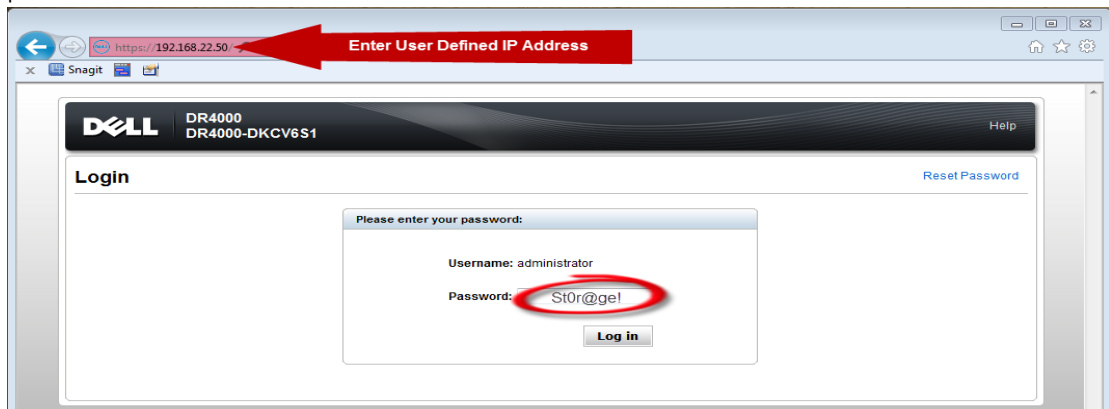 https://192.168.22.50/
Enter User Defined IP Address
x Snagit
DELL
DR4000
DR4000-DKCV6S1
Help
Login
Reset Password
Please enter your password:
Username: administrator
Password: St0r@ge!
Log in